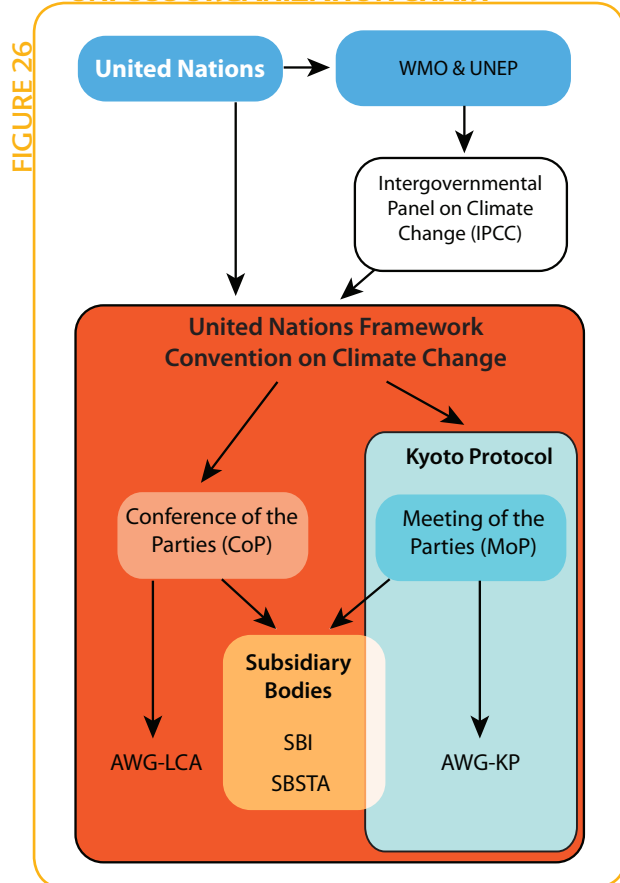 FIGURE 26
United Nations
WMO & UNEP
Intergovernmental
Panel on Climate
Change (IPCC)
United Nations Framework
Convention on Climate Change
Kyoto Protocol
Conference of the
Parties (CoP)
Meeting of the
Parties (MoP)
Subsidiary
Bodies
SBI
SBSTA
AWG-LCA
AWG-KP